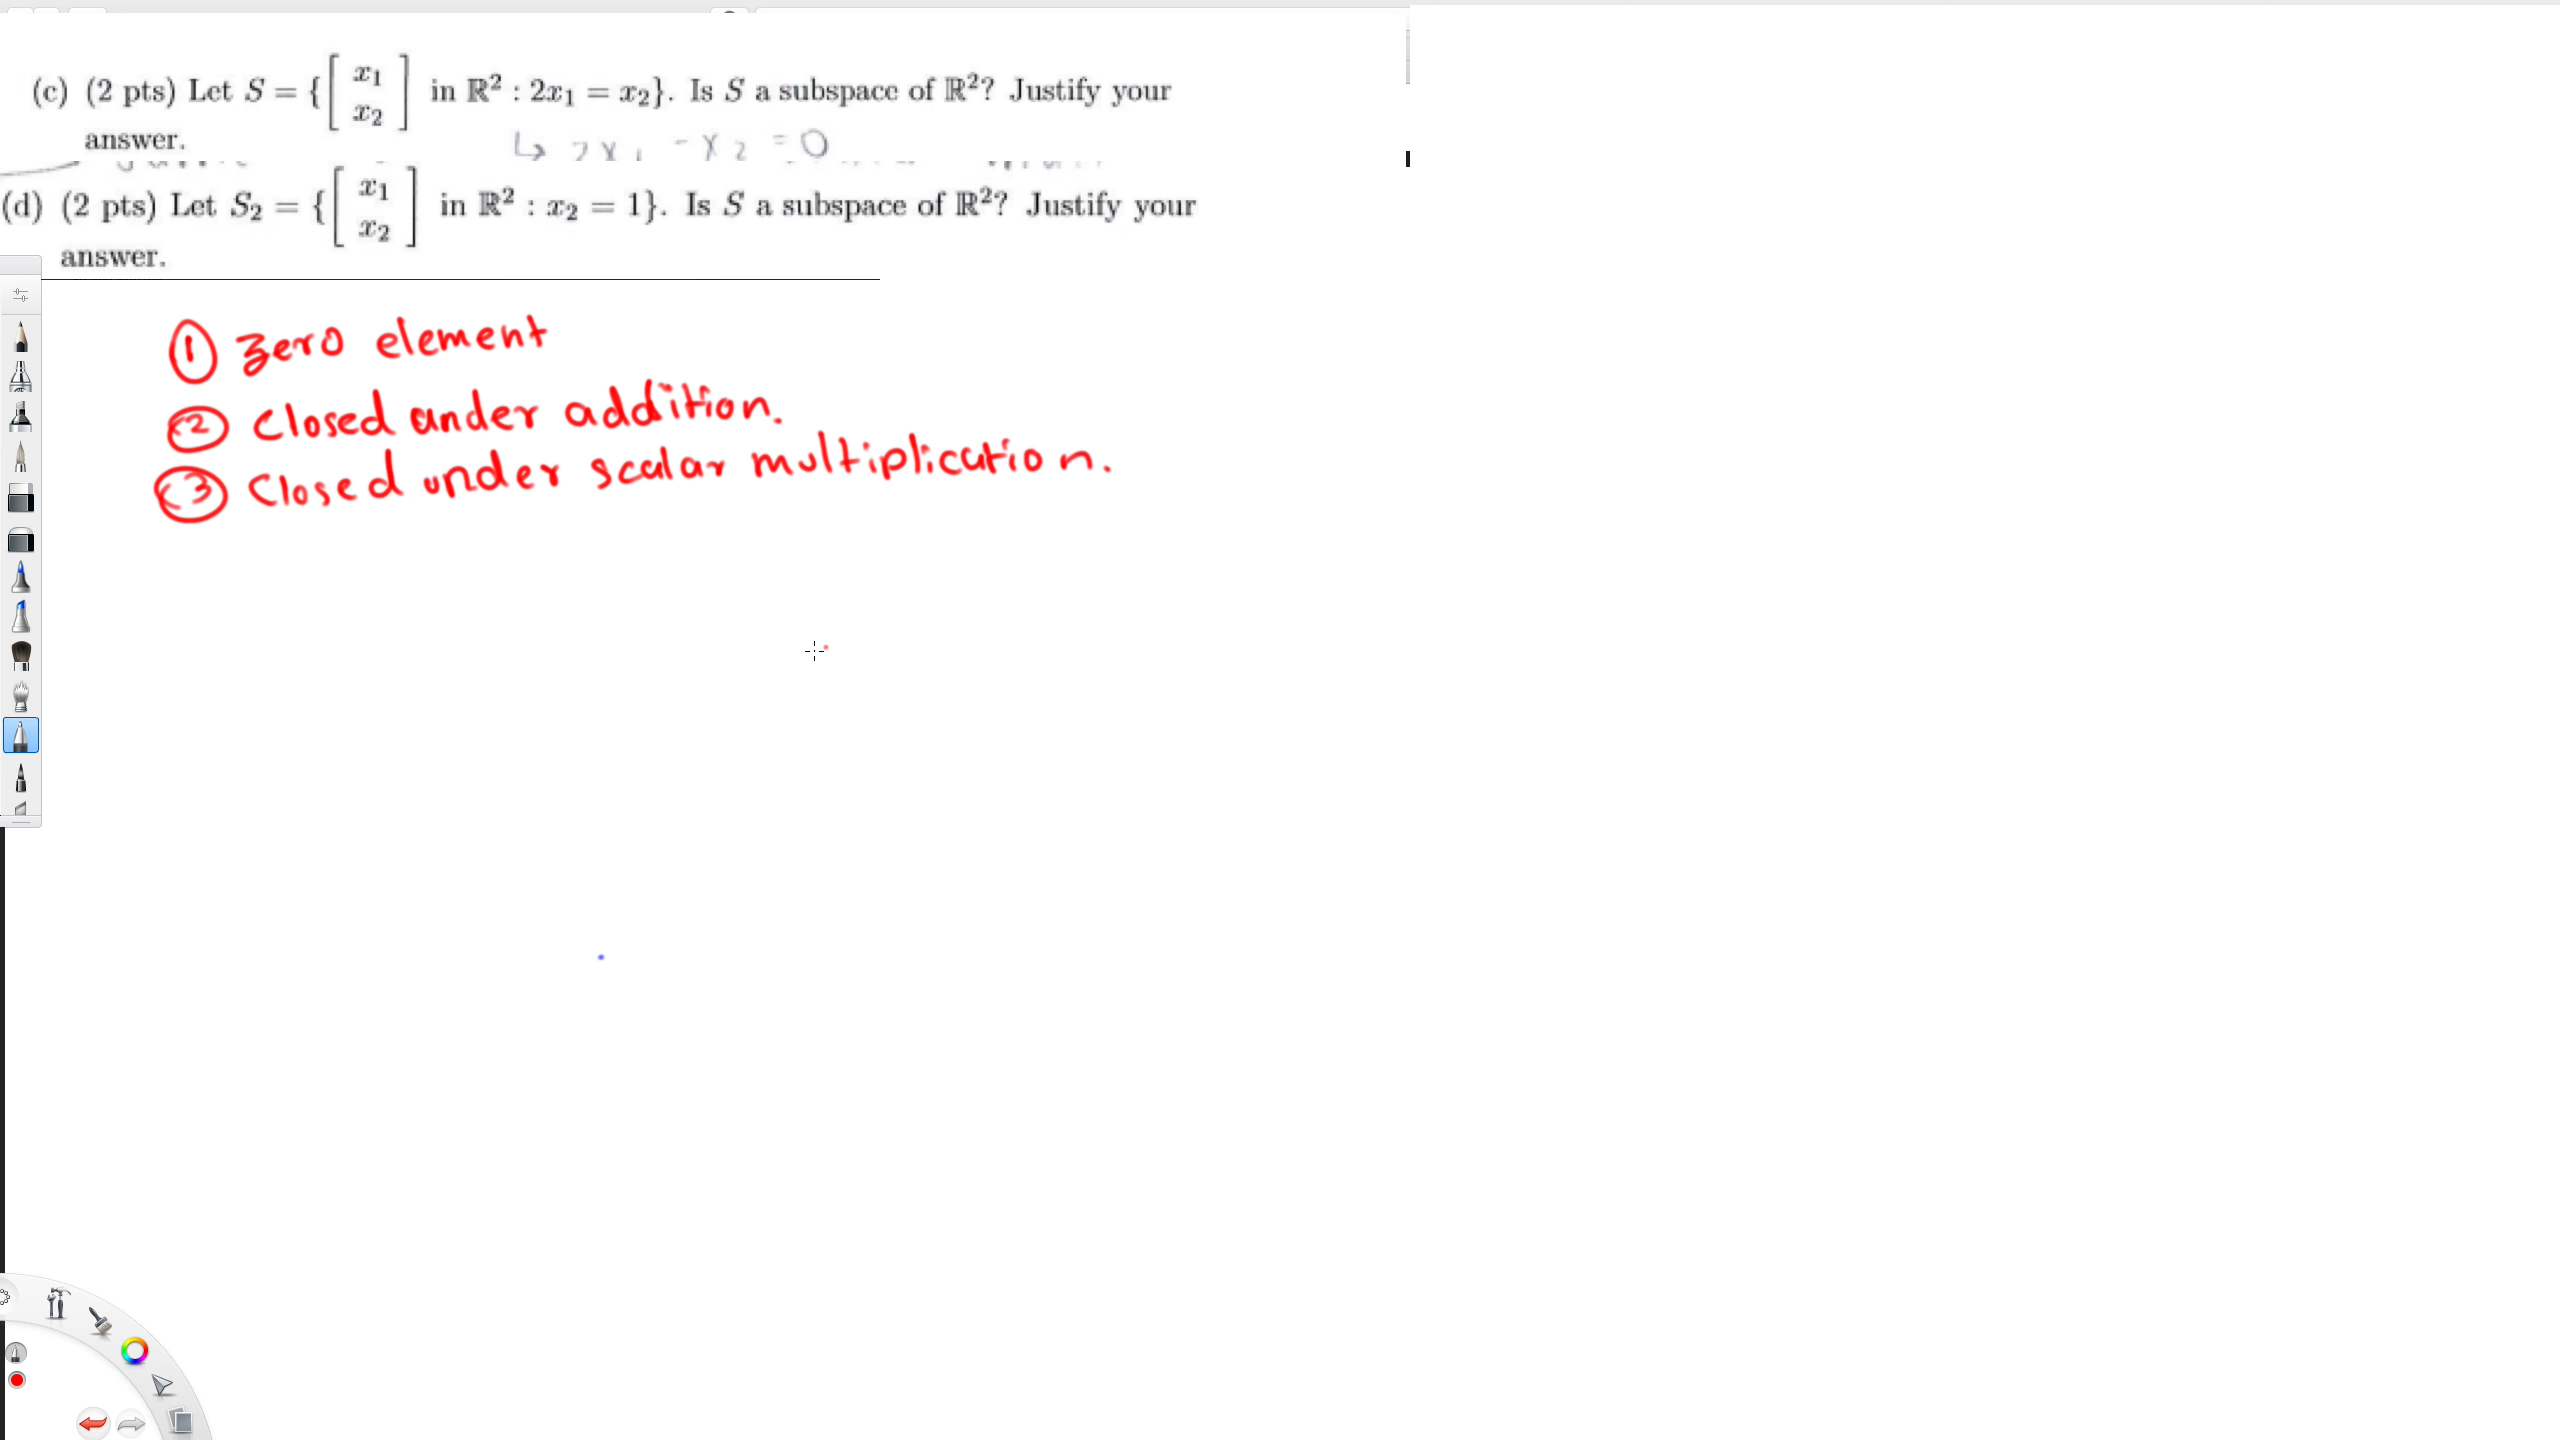 (c) (2 pts) Let S = {[ x₁ x₂ ] in ℝ² : 2x₁ = x₂}. Is S a subspace of ℝ²? Justify your
answer.
↳ 2x₁ - x₂ = 0
(d) (2 pts) Let S₂ = {[ x₁ x₂ ] in ℝ² : x₂ = 1}. Is S a subspace of ℝ²? Justify your
answer.
① zero element
② Closed under addition.
③ Closed under scalar multiplication.